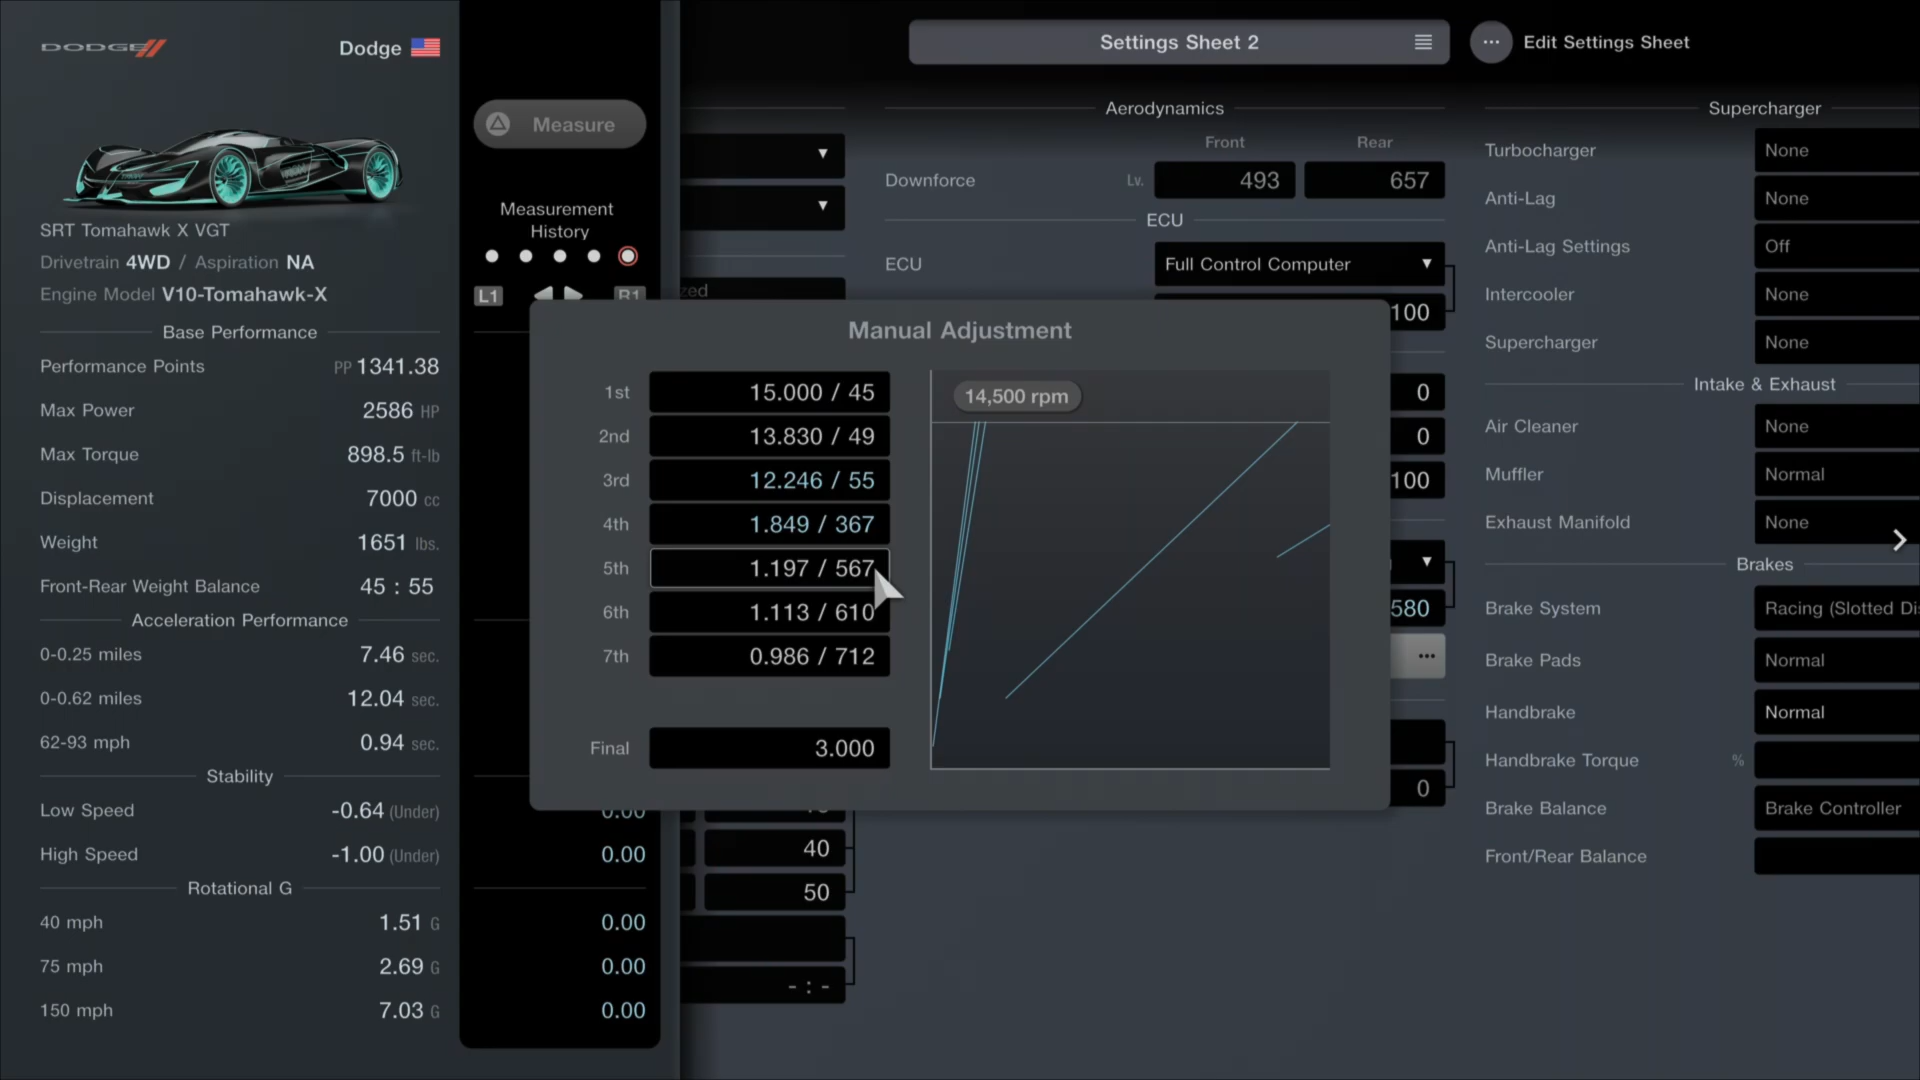 DODGE
Dodge
SRT Tomahawk X VGT
Drivetrain 4WD / Aspiration NA
Engine Model V10-Tomahawk-X
Base Performance
Performance Points PP 1341.38
Max Power 2586 HP
Max Torque 898.5 ft-lb
Displacement 7000 cc
Weight 1651 lbs.
Front-Rear Weight Balance 45 : 55
Acceleration Performance
0-0.25 miles 7.46 sec.
0-0.62 miles 12.04 sec.
62-93 mph 0.94 sec.
Stability
Low Speed -0.64 (Under)
High Speed -1.00 (Under)
Rotational G
40 mph 1.51 G
75 mph 2.69 G
150 mph 7.03 G
Measure
Measurement
History
L1 R1
0.00
0.00
0.00
0.00
0.00
40
50
- : -
Settings Sheet 2
Edit Settings Sheet
Aerodynamics
Front Rear
Downforce Lv. 493 657
ECU
ECU Full Control Computer
100
0
0
100
580
0
Manual Adjustment
1st 15.000 / 45
2nd 13.830 / 49
3rd 12.246 / 55
4th 1.849 / 367
5th 1.197 / 567
6th 1.113 / 610
7th 0.986 / 712
Final 3.000
14,500 rpm
Supercharger
Turbocharger None
Anti-Lag None
Anti-Lag Settings Off
Intercooler None
Supercharger None
Intake & Exhaust
Air Cleaner None
Muffler Normal
Exhaust Manifold None
Brakes
Brake System Racing (Slotted
Brake Pads Normal
Handbrake Normal
Handbrake Torque %
Brake Balance Brake Controller
Front/Rear Balance